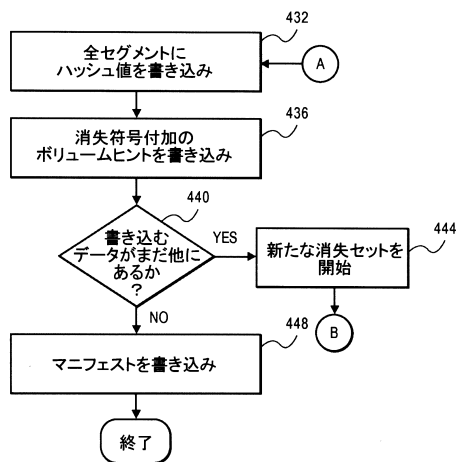 432
全セグメントに
ハッシュ値を書き込み
A
436
消失符号付加の
ボリュームヒントを書き込み
440
書き込む
データがまだ他に
あるか
?
YES
444
新たな消失セットを
開始
B
NO
448
マニフェストを書き込み
終了